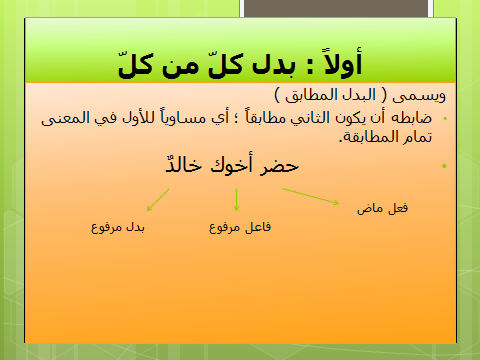 أولاً : بدل كلّ من كلّ
ويسمى ( البدل المطابق )
ضابطه أن يكون الثاني مطابقاً ؛ أي مساوياً للأول في المعنى
تمام المطابقة.
حضر أخوك خالدٌ
فعل ماض
فاعل مرفوع
بدل مرفوع